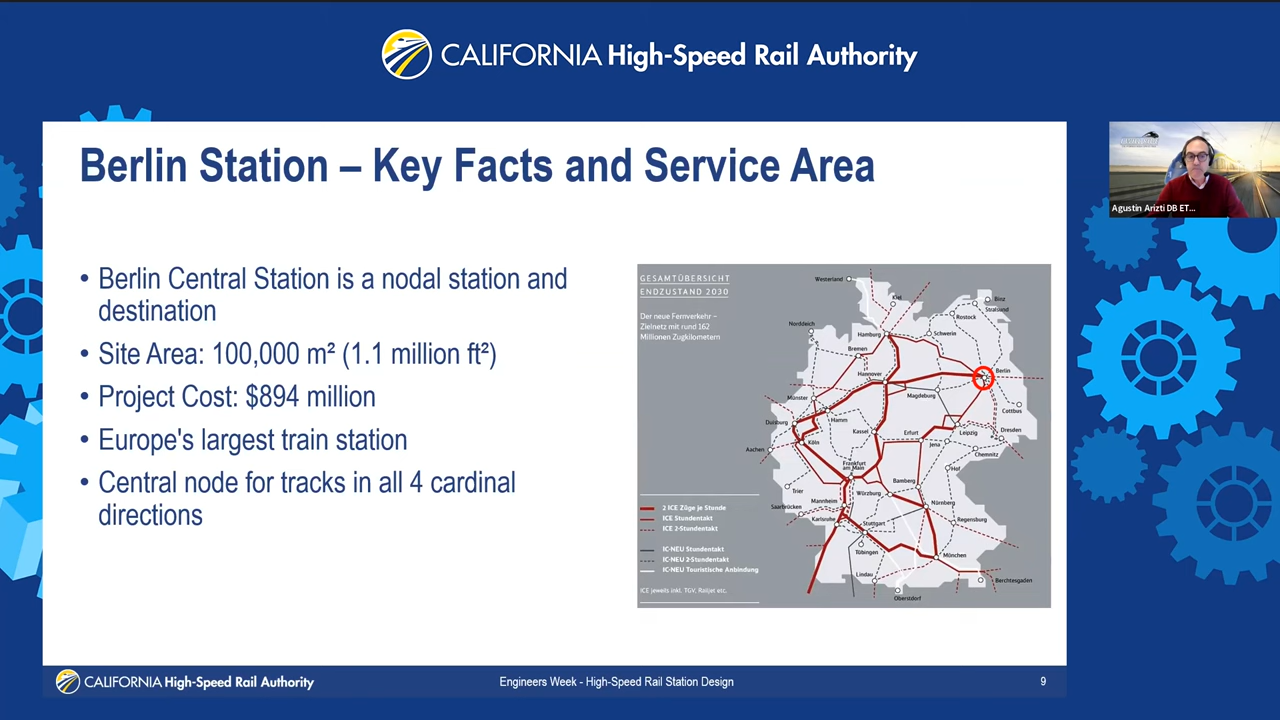 CALIFORNIA High-Speed Rail Authority
Berlin Station – Key Facts and Service Area
Agustin Arizti DB ET...
• Berlin Central Station is a nodal station and
destination
• Site Area: 100,000 m² (1.1 million ft²)
• Project Cost: $894 million
• Europe's largest train station
• Central node for tracks in all 4 cardinal
directions
GESAMTÜBERSICHT
ENDZUSTAND 2030
Der neue Fernverkehr –
Zielnetz mit rund 162
Millionen Zugkilometern
Westerland
Kiel
Binz
Stralsund
Rostock
Norddeich
Hamburg
Schwerin
Bremen
Hannover
Berlin
Magdeburg
Münster
Cottbus
Hamm
Duisburg
Kassel
Erfurt
Leipzig
Dresden
Köln
Jena
Chemnitz
Aachen
Frankfurt
am Main
Hof
Trier
Würzburg
Bamberg
Mannheim
Nürnberg
Saarbrücken
Karlsruhe
Stuttgart
Regensburg
Tübingen
München
Lindau
Berchtesgaden
Oberstdorf
2 ICE Züge je Stunde
ICE Stundentakt
ICE 2-Stundentakt
IC-NEU Stundentakt
IC-NEU 2-Stundentakt
IC-NEU Touristische Anbindung
ICE jeweils inkl. TGV, Railjet etc.
CALIFORNIA High-Speed Rail Authority
Engineers Week - High-Speed Rail Station Design
9